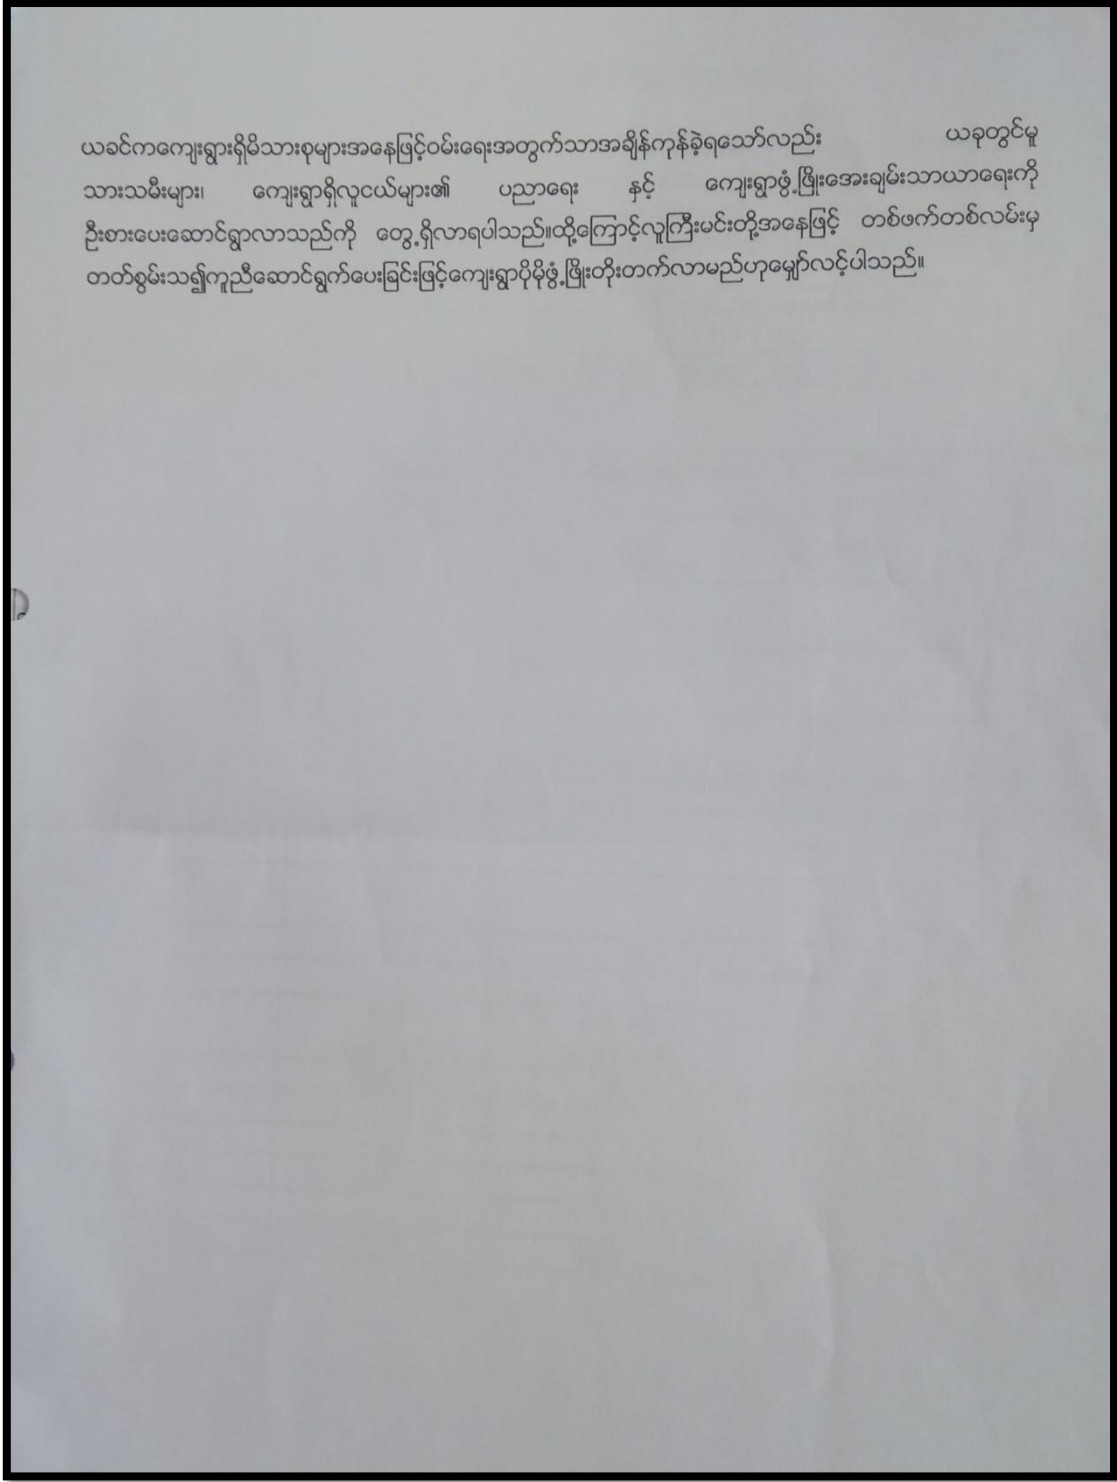 ယခင်ကကျေးရွားရှိမိသားစုများအနေဖြင့်ဝမ်းရေးအတွက်သာအချိန်ကုန်ခဲ့ရသော်လည်း ယခုတွင်မူ
သားသမီးများ၊ ကျေးရွာရှိလူငယ်များ၏ ပညာရေး နှင့် ကျေးရွာဖွံ့ဖြိုးအေးချမ်းသာယာရေးကို
ဦးစားပေးဆောင်ရွာလာသည်ကို တွေ့ရှိလာရပါသည်။ထို့ကြောင့်လူကြီးမင်းတို့အနေဖြင့် တစ်ဖက်တစ်လမ်းမှ
တတ်စွမ်းသ၍ကူညီဆောင်ရွက်ပေးခြင်းဖြင့်ကျေးရွာပိုမိုဖွံ့ဖြိုးတိုးတက်လာမည်ဟုမျှော်လင့်ပါသည်။